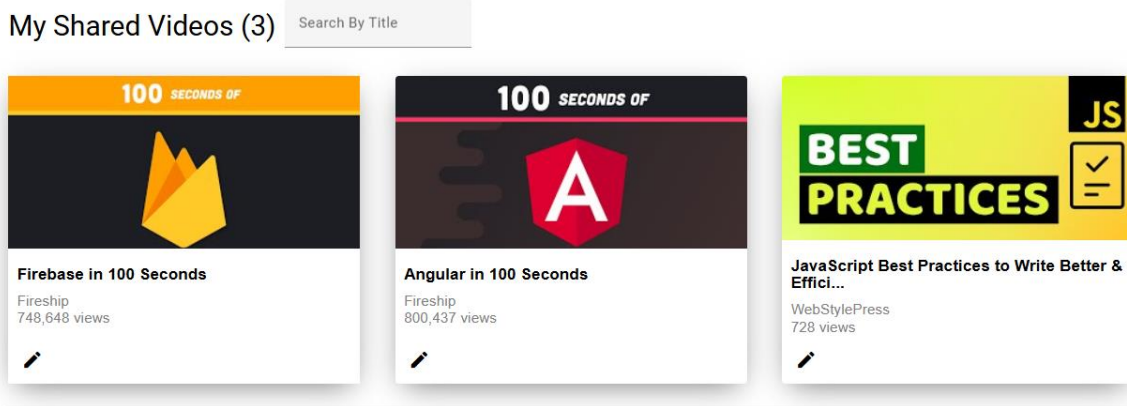 My Shared Videos (3)
Search By Title
100 SECONDS OF
Firebase in 100 Seconds
Fireship
748,648 views
100 SECONDS OF
A
Angular in 100 Seconds
Fireship
800,437 views
JS
BEST
PRACTICES
JavaScript Best Practices to Write Better &
Effici...
WebStylePress
728 views